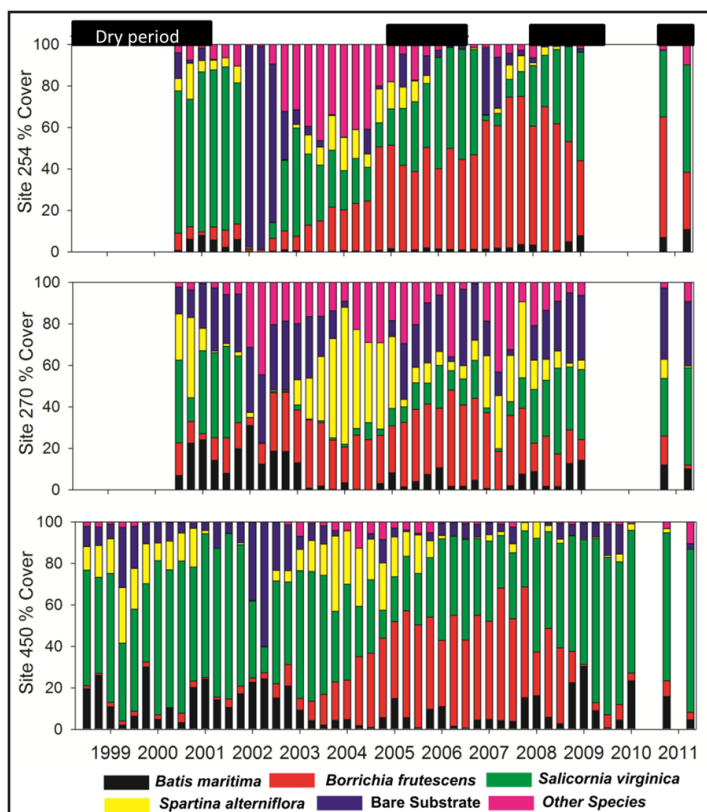 Dry period
100
80
60
40
20
0
Site 254 % Cover
100
80
60
40
20
0
Site 270 % Cover
100
80
60
40
20
0
Site 450 % Cover
1999 2000 2001 2002 2003 2004 2005 2006 2007 2008 2009 2010 2011
Batis maritima Borrichia frutescens Salicornia virginica
Spartina alterniflora Bare Substrate Other Species